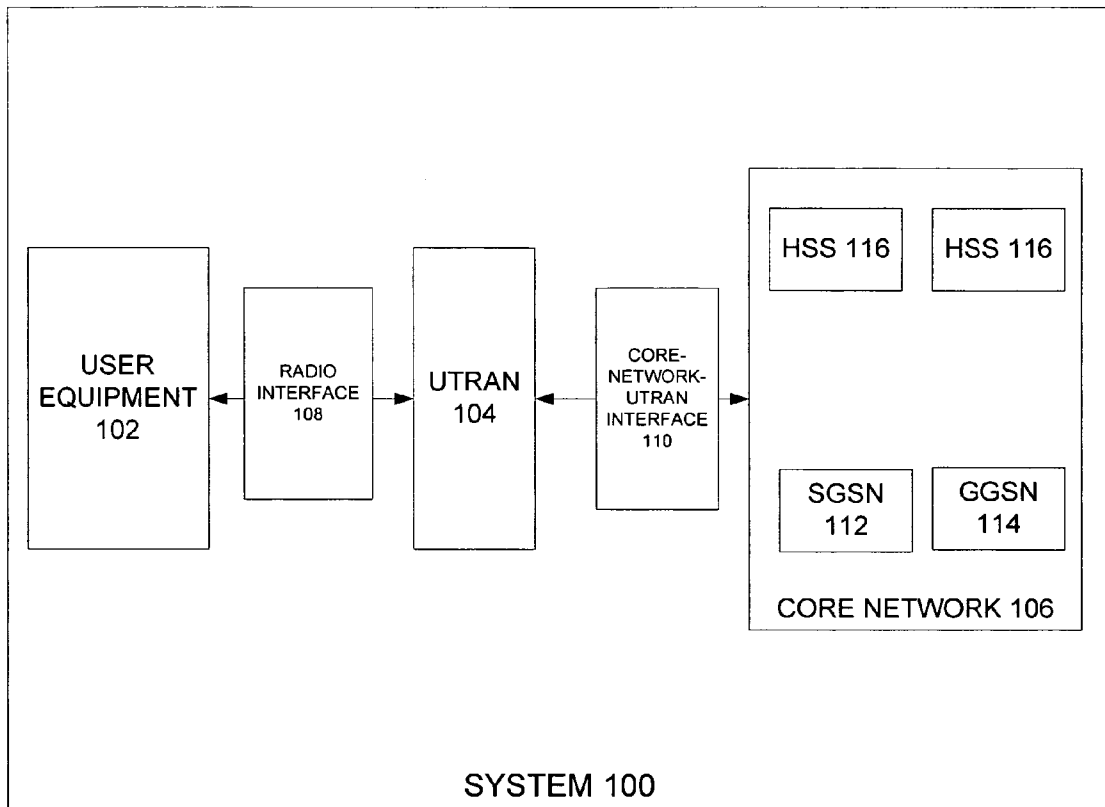 USER
EQUIPMENT
102
RADIO
INTERFACE
108
UTRAN
104
CORE-
NETWORK-
UTRAN
INTERFACE
110
HSS 116
HSS 116
SGSN
112
GGSN
114
CORE NETWORK 106
SYSTEM 100